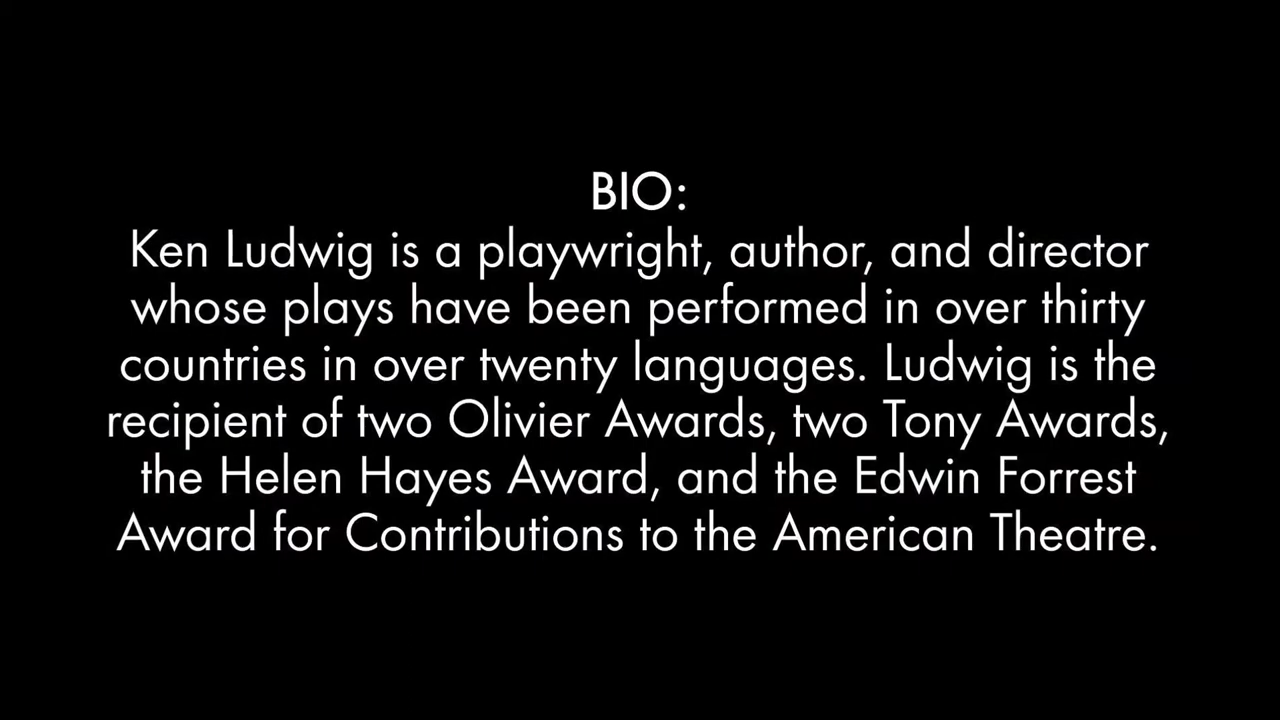 BIO:
Ken Ludwig is a playwright, author, and director
whose plays have been performed in over thirty
countries in over twenty languages. Ludwig is the
recipient of two Olivier Awards, two Tony Awards,
the Helen Hayes Award, and the Edwin Forrest
Award for Contributions to the American Theatre.